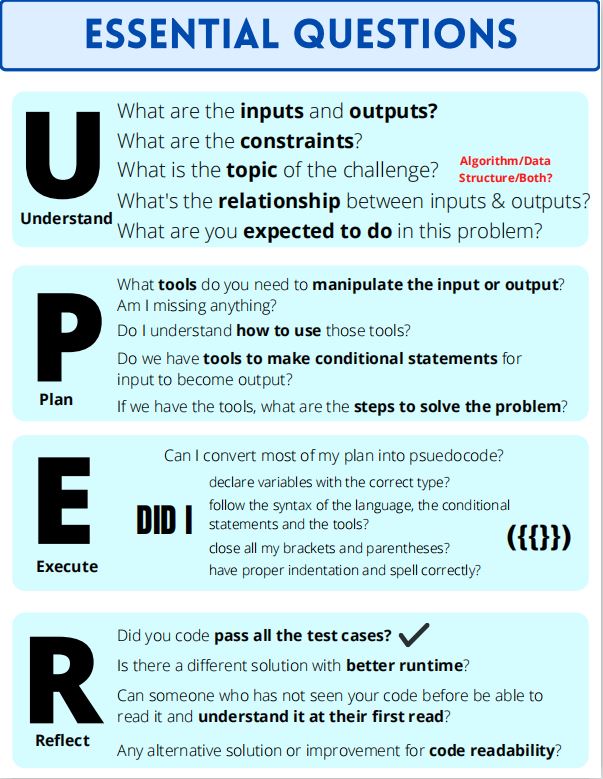 ESSENTIAL QUESTIONS
U
Understand
What are the inputs and outputs?
What are the constraints?
What is the topic of the challenge?
Algorithm/Data
Structure/Both?
What's the relationship between inputs & outputs?
What are you expected to do in this problem?
P
Plan
What tools do you need to manipulate the input or output?
Am I missing anything?
Do I understand how to use those tools?
Do we have tools to make conditional statements for
input to become output?
If we have the tools, what are the steps to solve the problem?
E
Execute
Can I convert most of my plan into psuedocode?
DID I
declare variables with the correct type?
follow the syntax of the language, the conditional
statements and the tools?
close all my brackets and parentheses?
({{}})
have proper indentation and spell correctly?
R
Reflect
Did you code pass all the test cases?
Is there a different solution with better runtime?
Can someone who has not seen your code before be able to
read it and understand it at their first read?
Any alternative solution or improvement for code readability?